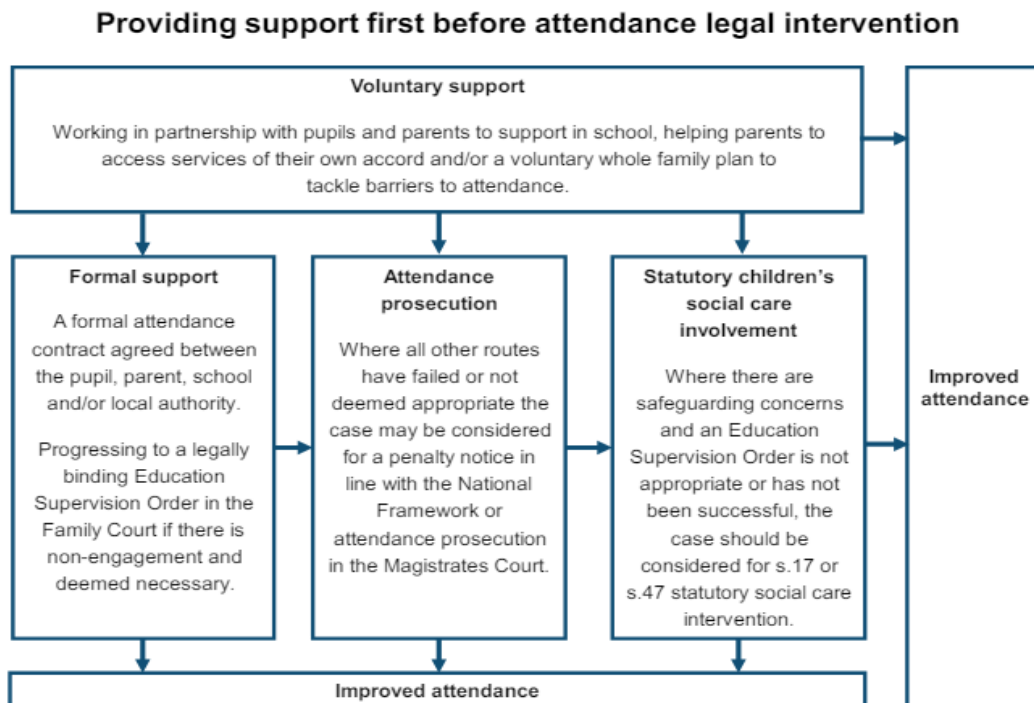 Providing support first before attendance legal intervention
Voluntary support
Working in partnership with pupils and parents to support in school, helping parents to
access services of their own accord and/or a voluntary whole family plan to
tackle barriers to attendance.
Formal support
A formal attendance
contract agreed between
the pupil, parent, school
and/or local authority.
Progressing to a legally
binding Education
Supervision Order in the
Family Court if there is
non-engagement and
deemed necessary.
Attendance
prosecution
Where all other routes
have failed or not
deemed appropriate the
case may be considered
for a penalty notice in
line with the National
Framework or
attendance prosecution
in the Magistrates Court.
Statutory children's
social care
involvement
Where there are
safeguarding concerns
and an Education
Supervision Order is not
appropriate or has not
been successful, the
case should be
considered for s.17 or
s.47 statutory social care
intervention.
Improved
attendance
Improved attendance